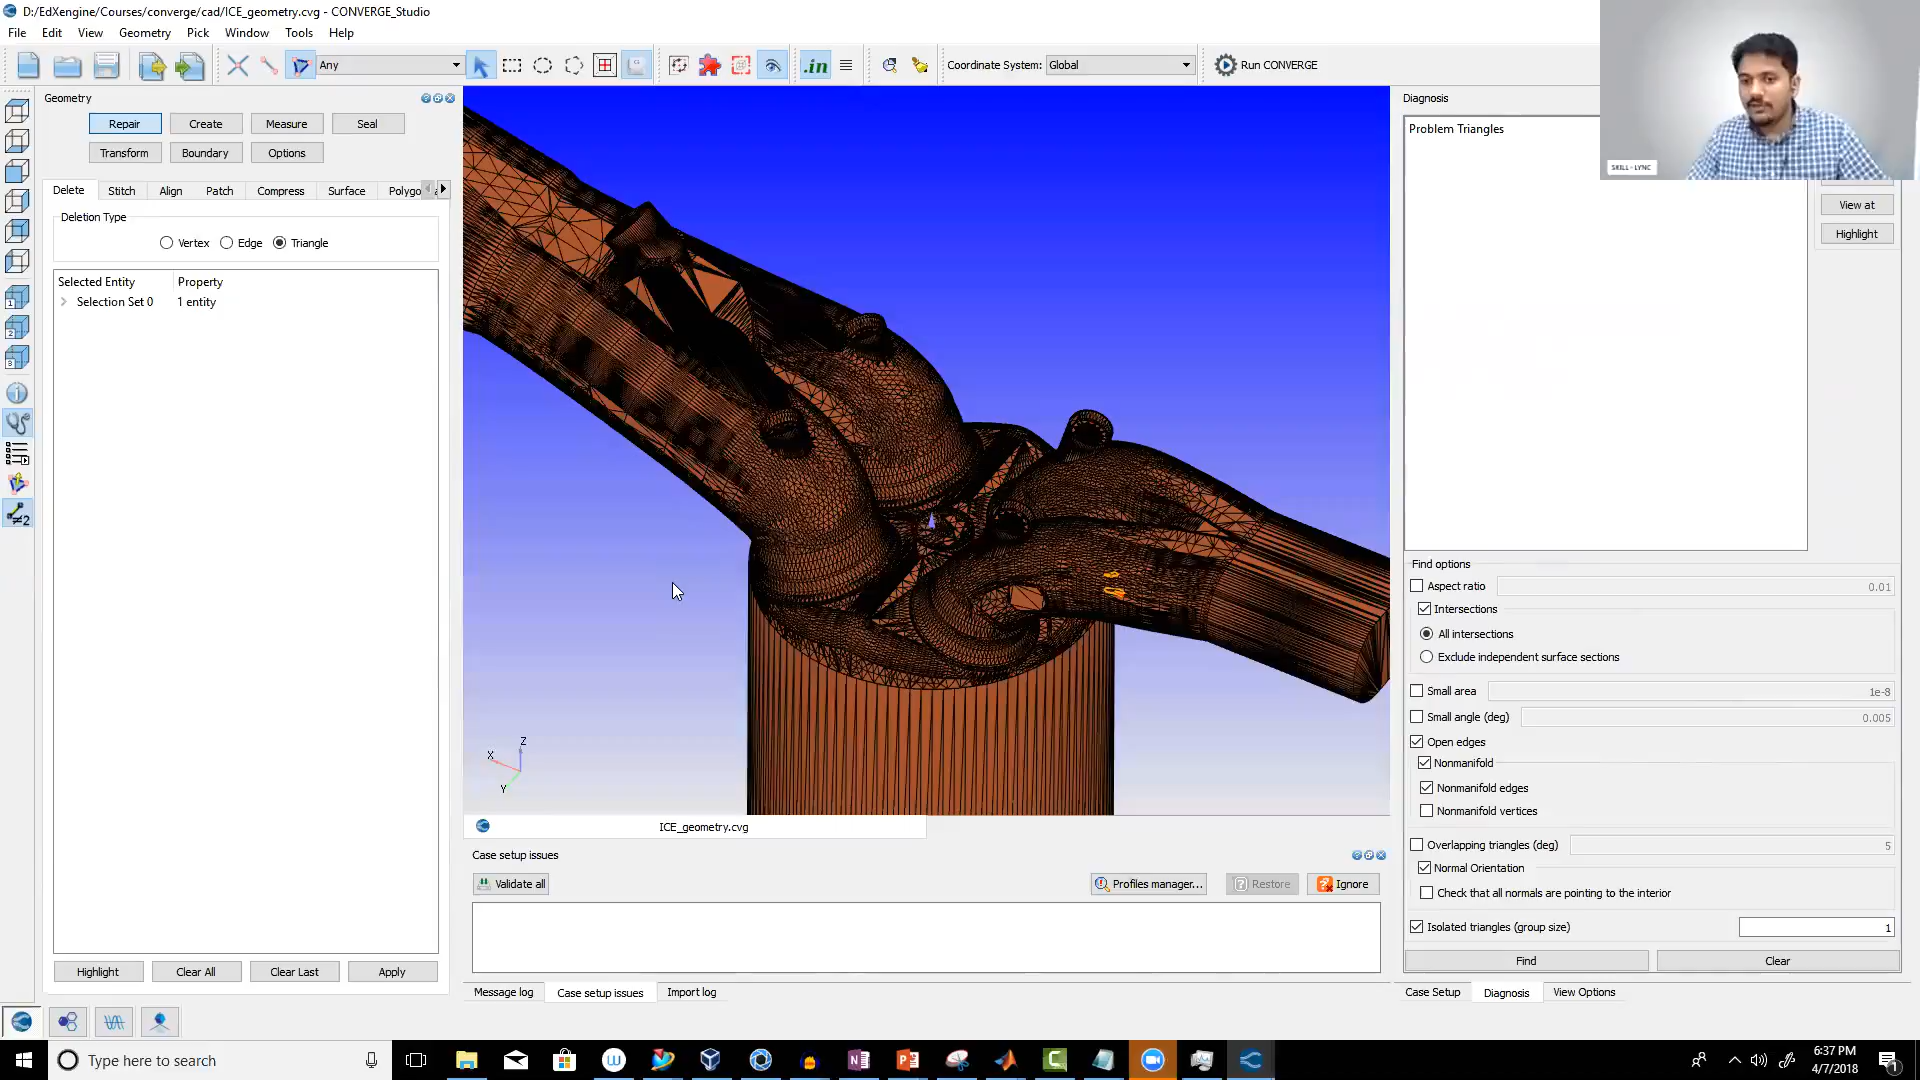 D:/EdXengine/Courses/converge/cad/ICE_geometry.cvg - CONVERGE_Studio
File Edit View Geometry Pick Window Tools Help
Any
.in
Coordinate System: Global
Run CONVERGE
SKILL-LYNC
Geometry
Repair Create Measure Seal
Transform Boundary Options
Delete Stitch Align Patch Compress Surface Polygo
Deletion Type
Vertex Edge Triangle
Selected Entity Property
Selection Set 0 1 entity
Highlight Clear All Clear Last Apply
Z
X
Y
ICE_geometry.cvg
Case setup issues
Validate all
Profiles manager...
Restore
Ignore
Message log Case setup issues Import log
Diagnosis
Problem Triangles
View at
Highlight
Find options
Aspect ratio 0.01
Intersections
All intersections
Exclude independent surface sections
Small area 1e-8
Small angle (deg) 0.005
Open edges
Nonmanifold
Nonmanifold edges
Nonmanifold vertices
Overlapping triangles (deg) 5
Normal Orientation
Check that all normals are pointing to the interior
Isolated triangles (group size) 1
Find Clear
Case Setup Diagnosis View Options
Type here to search
6:37 PM
4/7/2018